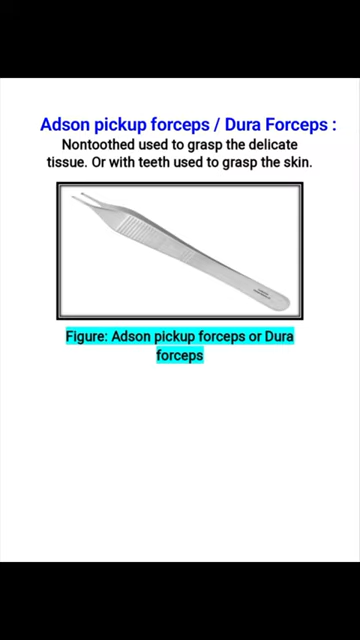 Adson pickup forceps / Dura Forceps :
Nontoothed used to grasp the delicate
tissue. Or with teeth used to grasp the skin.
Figure: Adson pickup forceps or Dura
forceps